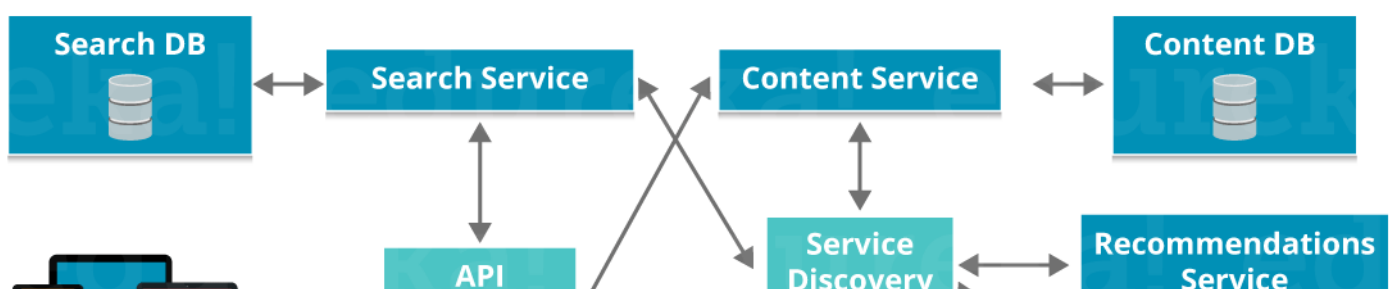 Search DB
Search Service
Content Service
Content DB
API
Service
Discovery
Recommendations
Service